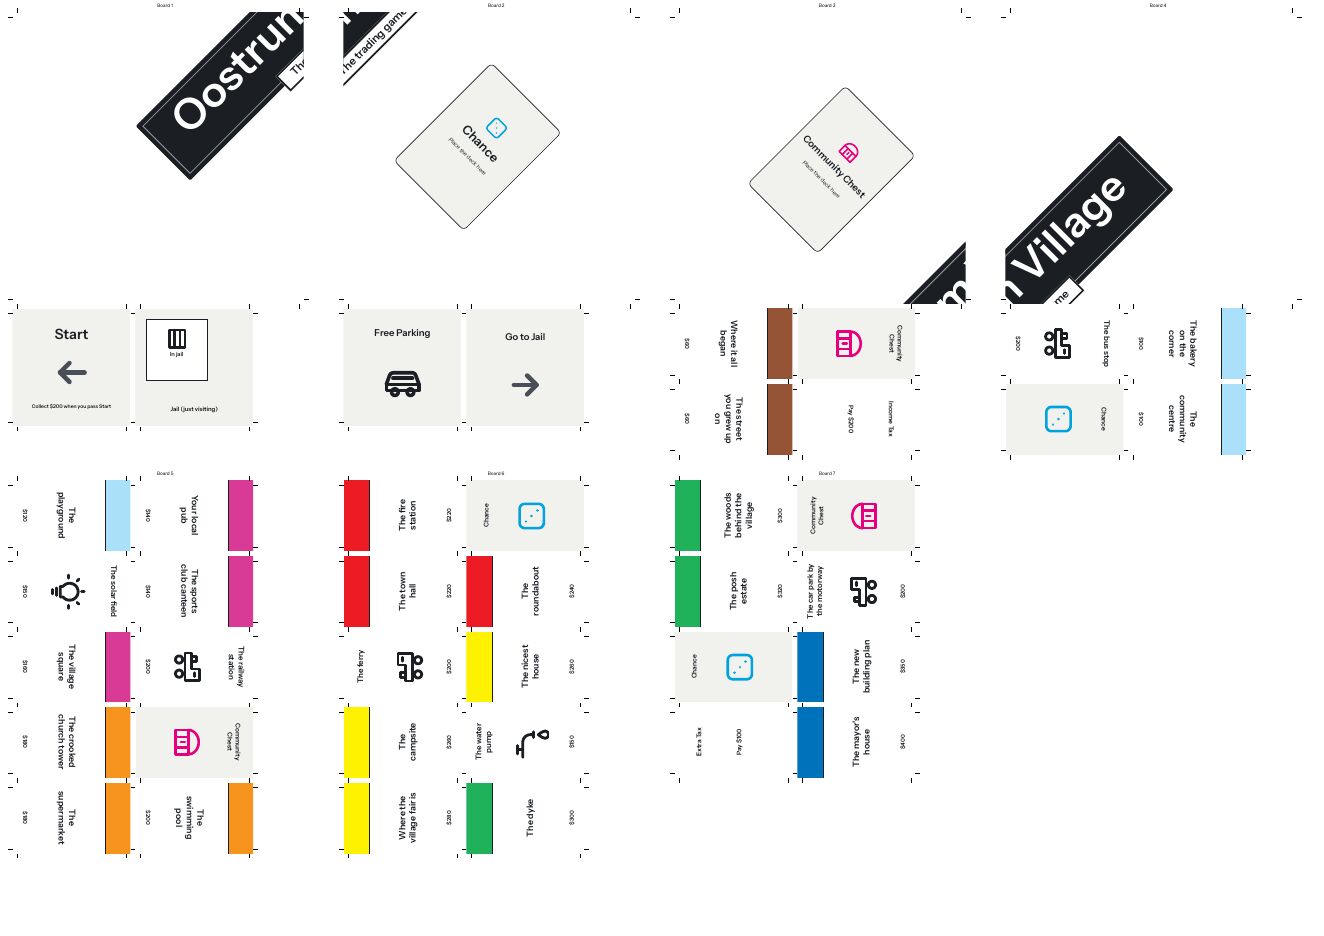 Board 1
Oostrum
The
Board 2
The trading game
Chance
Place the deck here
Board 3
Community Chest
Place the deck here
Board 4
Village
Start
Collect $200 when you pass Start
In jail
Jail (just visiting)
Free Parking
Go to Jail
Where it all
began
$60
Community
Chest
The street
you grew up
on
$60
Income Tax
Pay $200
The bus stop
$200
The bakery
on the
corner
$100
Chance
The
community
centre
$100
Board 5
The
playground
$120
Your local
pub
$140
The solar field
$150
The sports
club canteen
$140
The village
square
$160
The railway
station
$200
The crooked
church tower
$180
Community
Chest
The
supermarket
$180
The
swimming
pool
$200
Board 6
The fire
station
$220
Chance
The town
hall
$220
The
roundabout
$240
The ferry
$200
The nicest
house
$260
The
campsite
$260
The water
pump
$150
Where the
village fair is
$280
The dyke
$300
Board 7
The woods
behind the
village
$300
Community
Chest
The posh
estate
$320
The car park by
the motorway
$200
Chance
The new
building plan
$350
Extra Tax
Pay $100
The mayor's
house
$400